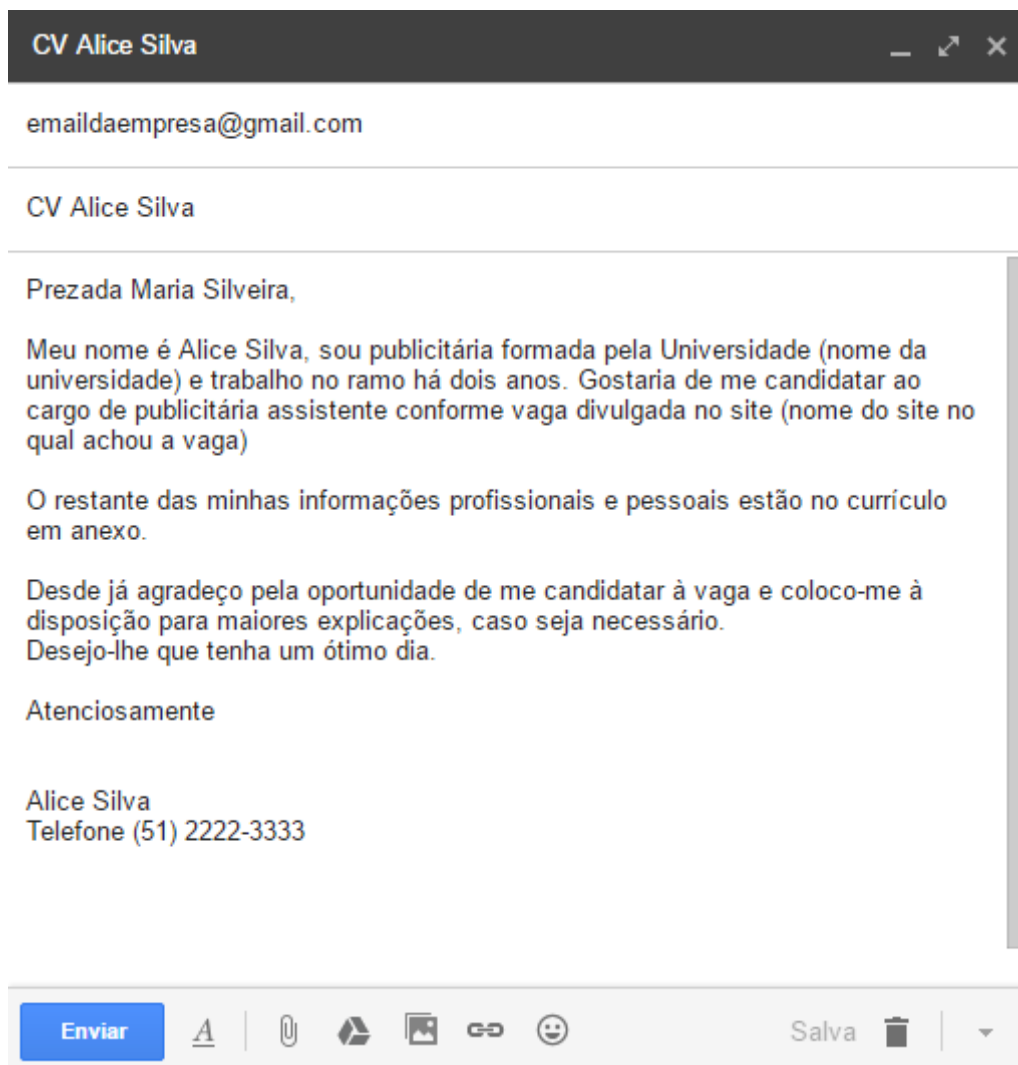 CV Alice Silva
emaildaempresa@gmail.com
CV Alice Silva
Prezada Maria Silveira,
Meu nome é Alice Silva, sou publicitária formada pela Universidade (nome da
universidade) e trabalho no ramo há dois anos. Gostaria de me candidatar ao
cargo de publicitária assistente conforme vaga divulgada no site (nome do site no
qual achou a vaga)
O restante das minhas informações profissionais e pessoais estão no currículo
em anexo.
Desde já agradeço pela oportunidade de me candidatar à vaga e coloco-me à
disposição para maiores explicações, caso seja necessário.
Desejo-lhe que tenha um ótimo dia.
Atenciosamente
Alice Silva
Telefone (51) 2222-3333
Enviar A Salva